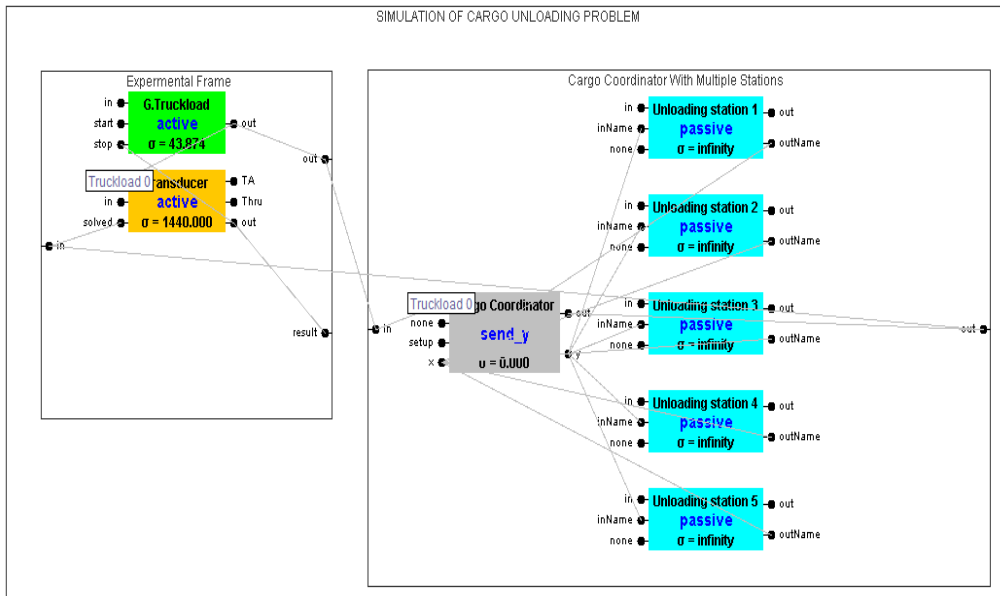 SIMULATION OF CARGO UNLOADING PROBLEM
Expermental Frame
in
G.Truckload
start
active
out
stop
σ = 43.874
out
Truckload 0
ransducer
TA
in
active
Thru
solved
σ = 1440.000
out
in
result
Cargo Coordinator With Multiple Stations
in
Truckload 0
go Coordinator
out
none
send_y
setup
y
x
σ = 0.000
in
Unloading station 1
out
inName
passive
outName
none
σ = infinity
in
Unloading station 2
out
inName
passive
outName
none
σ = infinity
in
Unloading station 3
out
inName
passive
outName
none
σ = infinity
out
in
Unloading station 4
out
inName
passive
outName
none
σ = infinity
in
Unloading station 5
out
inName
passive
outName
none
σ = infinity